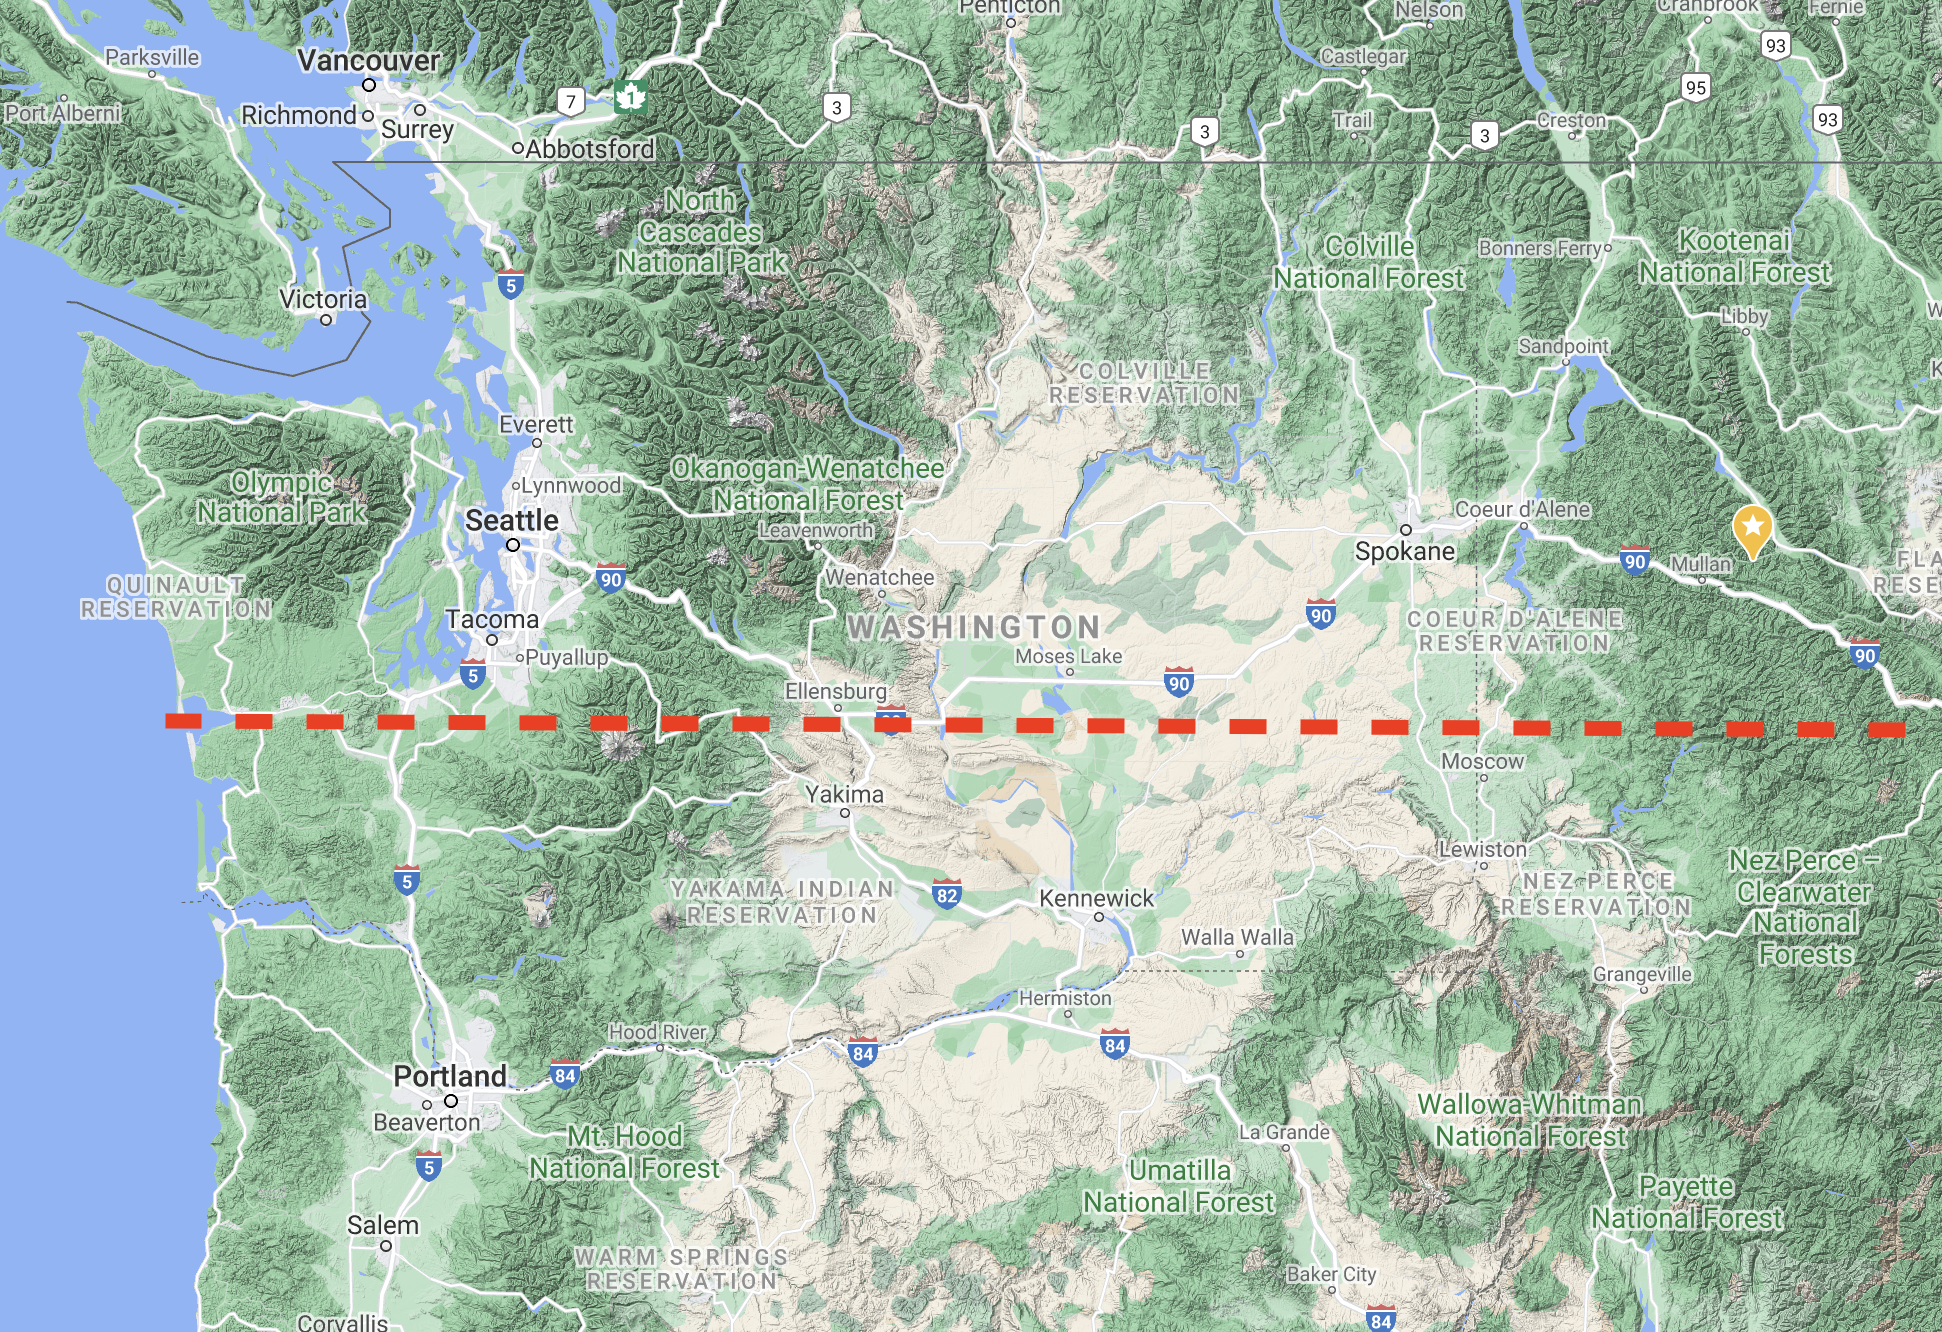 Penticton
Nelson
Cranbrook
Fernie
Parksville
Vancouver
Castlegar
93
Port Alberni
Richmond
Surrey
7
1
3
95
93
Abbotsford
3
Trail
3
Creston
North
Cascades
National Park
Colville
National Forest
Bonners Ferry
Kootenai
National Forest
5
Victoria
Libby
Sandpoint
COLVILLE
RESERVATION
Everett
Olympic
National Park
Lynnwood
Okanogan-Wenatchee
National Forest
Seattle
Leavenworth
Coeur d'Alene
Spokane
QUINAULT
RESERVATION
90
Wenatchee
90
Mullan
Tacoma
WASHINGTON
90
COEUR D'ALENE
RESERVATION
Puyallup
5
Moses Lake
90
90
Ellensburg
Moscow
Yakima
5
Lewiston
YAKAMA INDIAN
RESERVATION
82
Kennewick
NEZ PERCE
RESERVATION
Nez Perce –
Clearwater
National
Forests
Walla Walla
Grangeville
Hermiston
Hood River
84
84
84
Portland
Beaverton
Mt. Hood
National Forest
5
La Grande
Wallowa-Whitman
National Forest
Umatilla
National Forest
Payette
National Forest
Salem
WARM SPRINGS
RESERVATION
Baker City
84
Corvallis